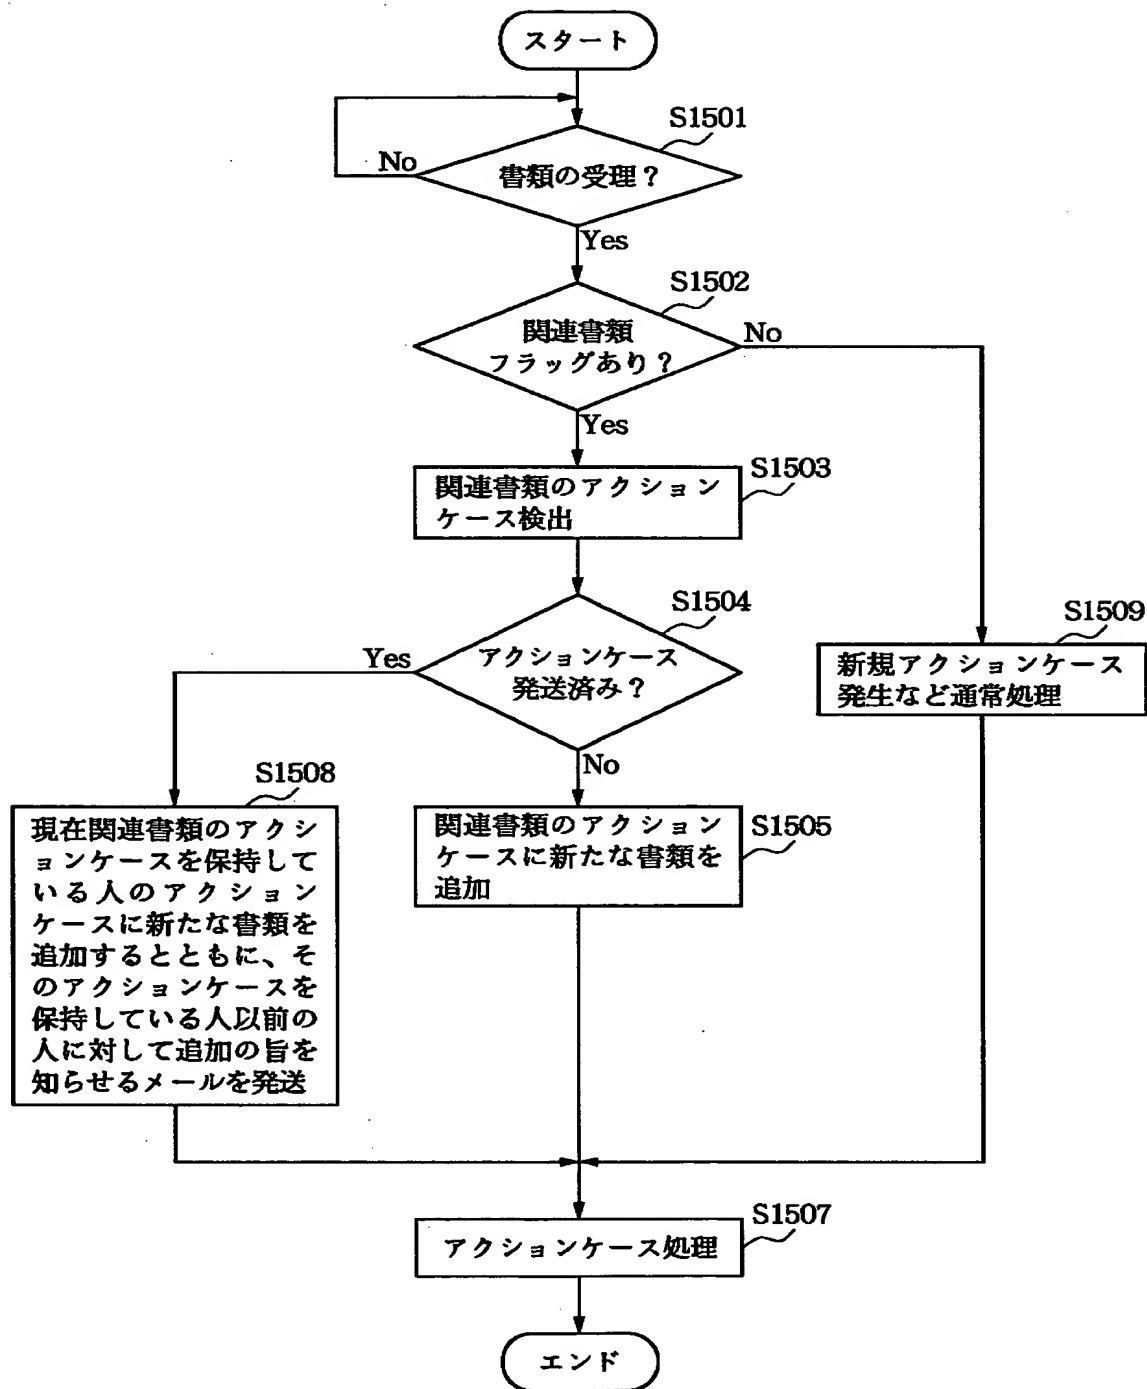 スタート
S1501
No
書類の受理？
Yes
S1502
関連書類
フラッグあり？
No
Yes
S1503
関連書類のアクション
ケース検出
S1504
Yes
アクションケース
発送済み？
No
S1509
新規アクションケース
発生など通常処理
S1508
現在関連書類のアクシ
ョンケースを保持して
いる人のアクション
ケースに新たな書類を
追加するとともに、そ
のアクションケースを
保持している人以前の
人に対して追加の旨を
知らせるメールを発送
S1505
関連書類のアクション
ケースに新たな書類を
追加
S1507
アクションケース処理
エンド